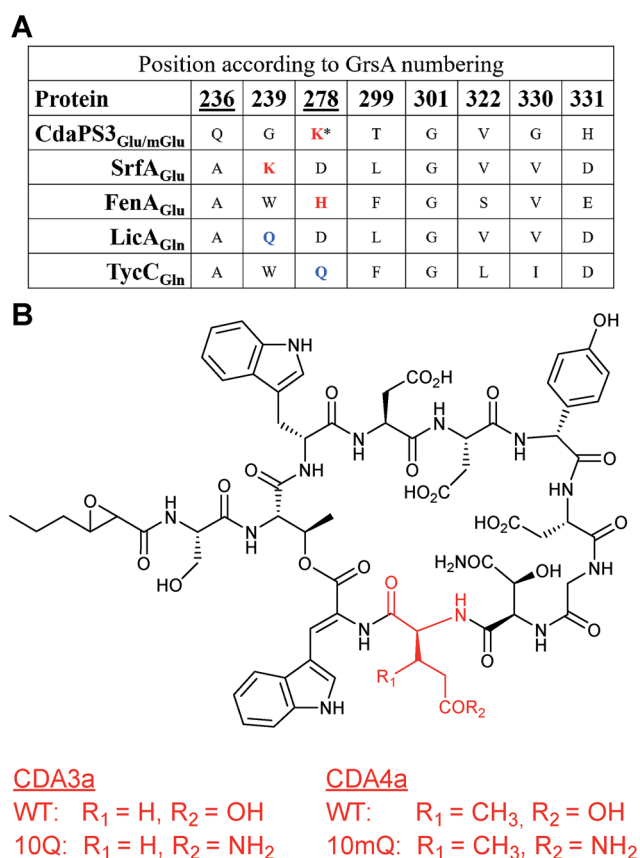 A
Position according to GrsA numbering
Protein 236 239 278 299 301 322 330 331
CdaPS3Glu/mGlu Q G K* T G V G H
SrfAGlu A K D L G V V D
FenAGlu A W H F G S V E
LicAGln A Q D L G V V D
TycCGln A W Q F G L I D
B
OH
NH
CO2H
O
O
O
H
N
H
N
N
H
O
N
H
O
NH
O
HO2C
O
O
H
N
O
N
H
HO2C
O
NH
HO
O
O
H2N
O
OH
O
O
N
H
O
H
N
O
N
H
O
R1
COR2
NH
CDA3a
WT: R1 = H, R2 = OH
10Q: R1 = H, R2 = NH2
CDA4a
WT: R1 = CH3, R2 = OH
10mQ: R1 = CH3, R2 = NH2